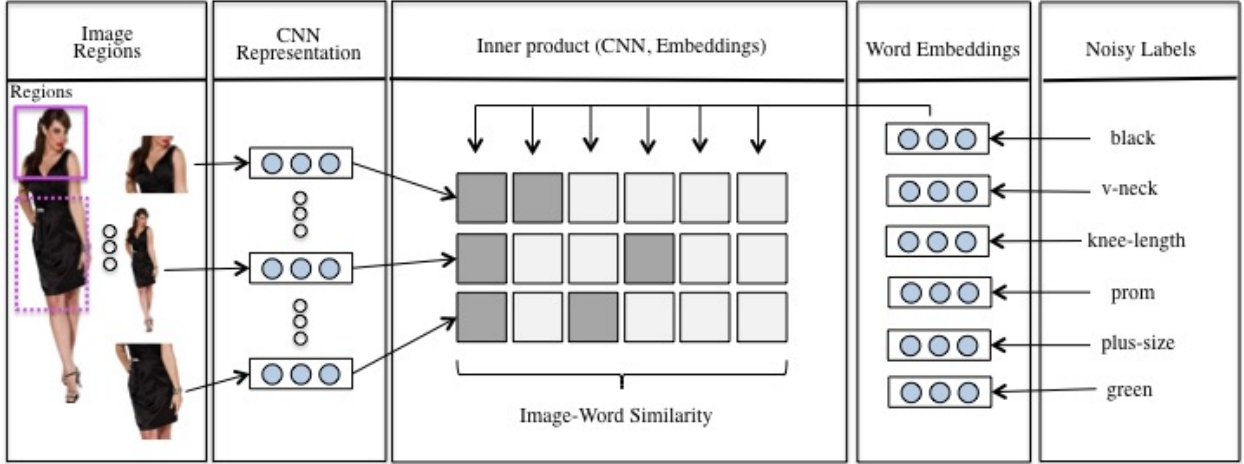 Image
Regions
CNN
Representation
Inner product (CNN, Embeddings)
Word Embeddings
Noisy Labels
Regions
black
v-neck
knee-length
prom
plus-size
green
Image-Word Similarity